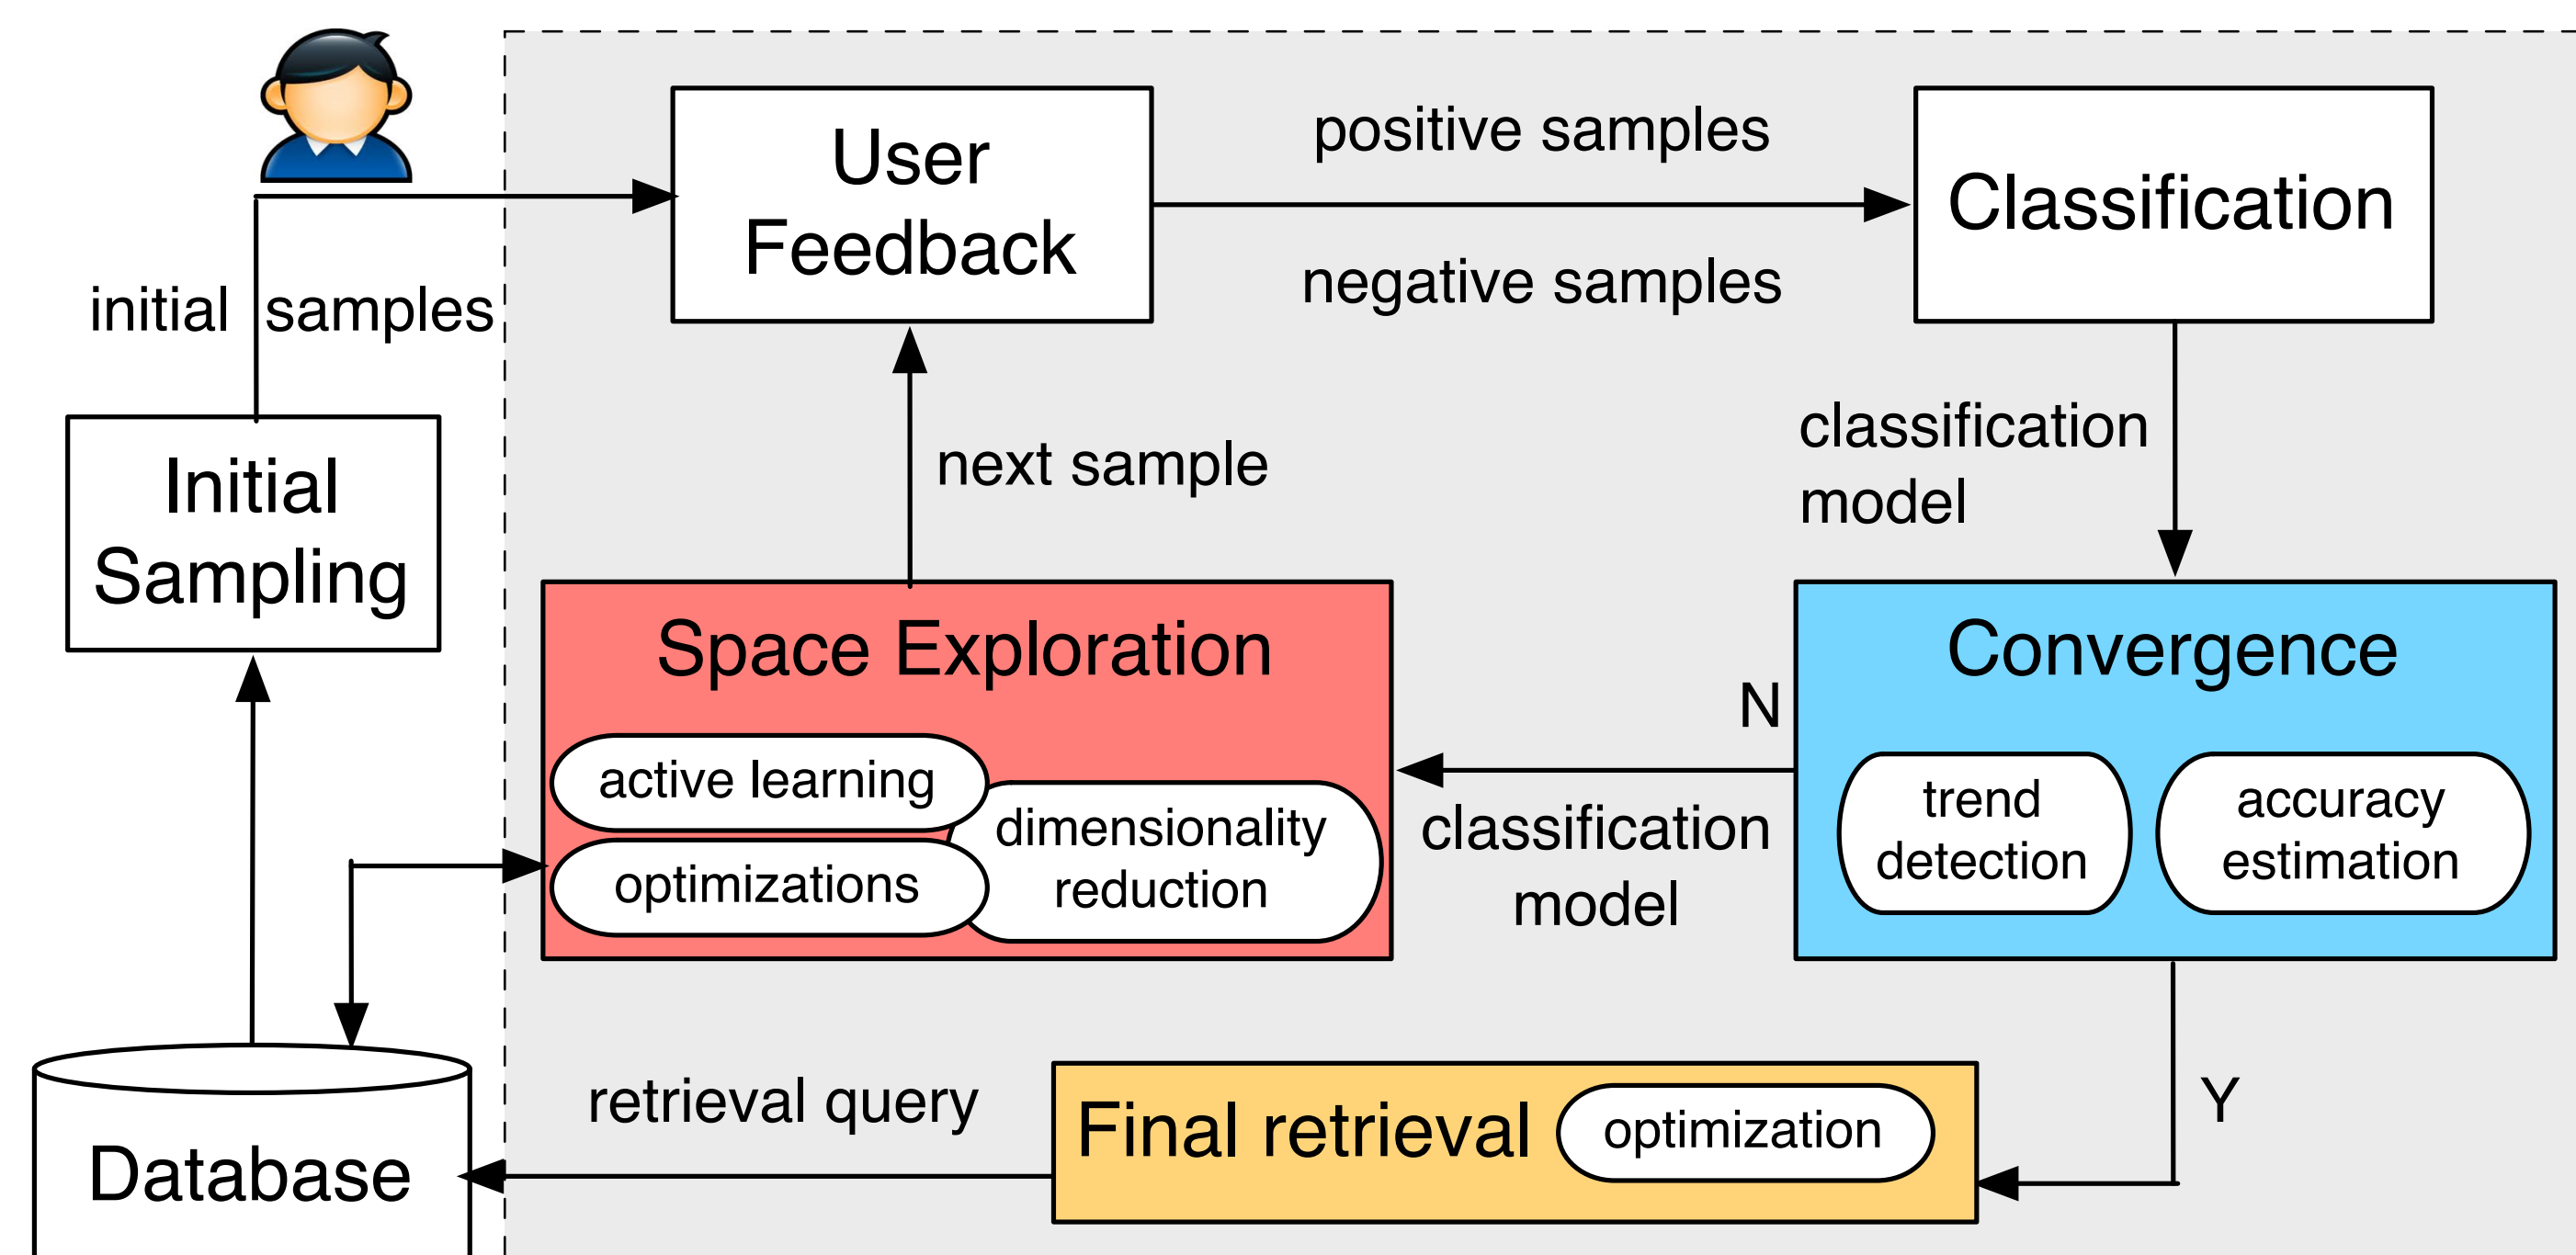 User
Feedback
positive samples
negative samples
Classification
initial samples
Initial
Sampling
next sample
classification
model
Space Exploration
active learning
optimizations
dimensionality
reduction
N
classification
model
Convergence
trend
detection
accuracy
estimation
Y
Final retrieval
optimization
retrieval query
Database